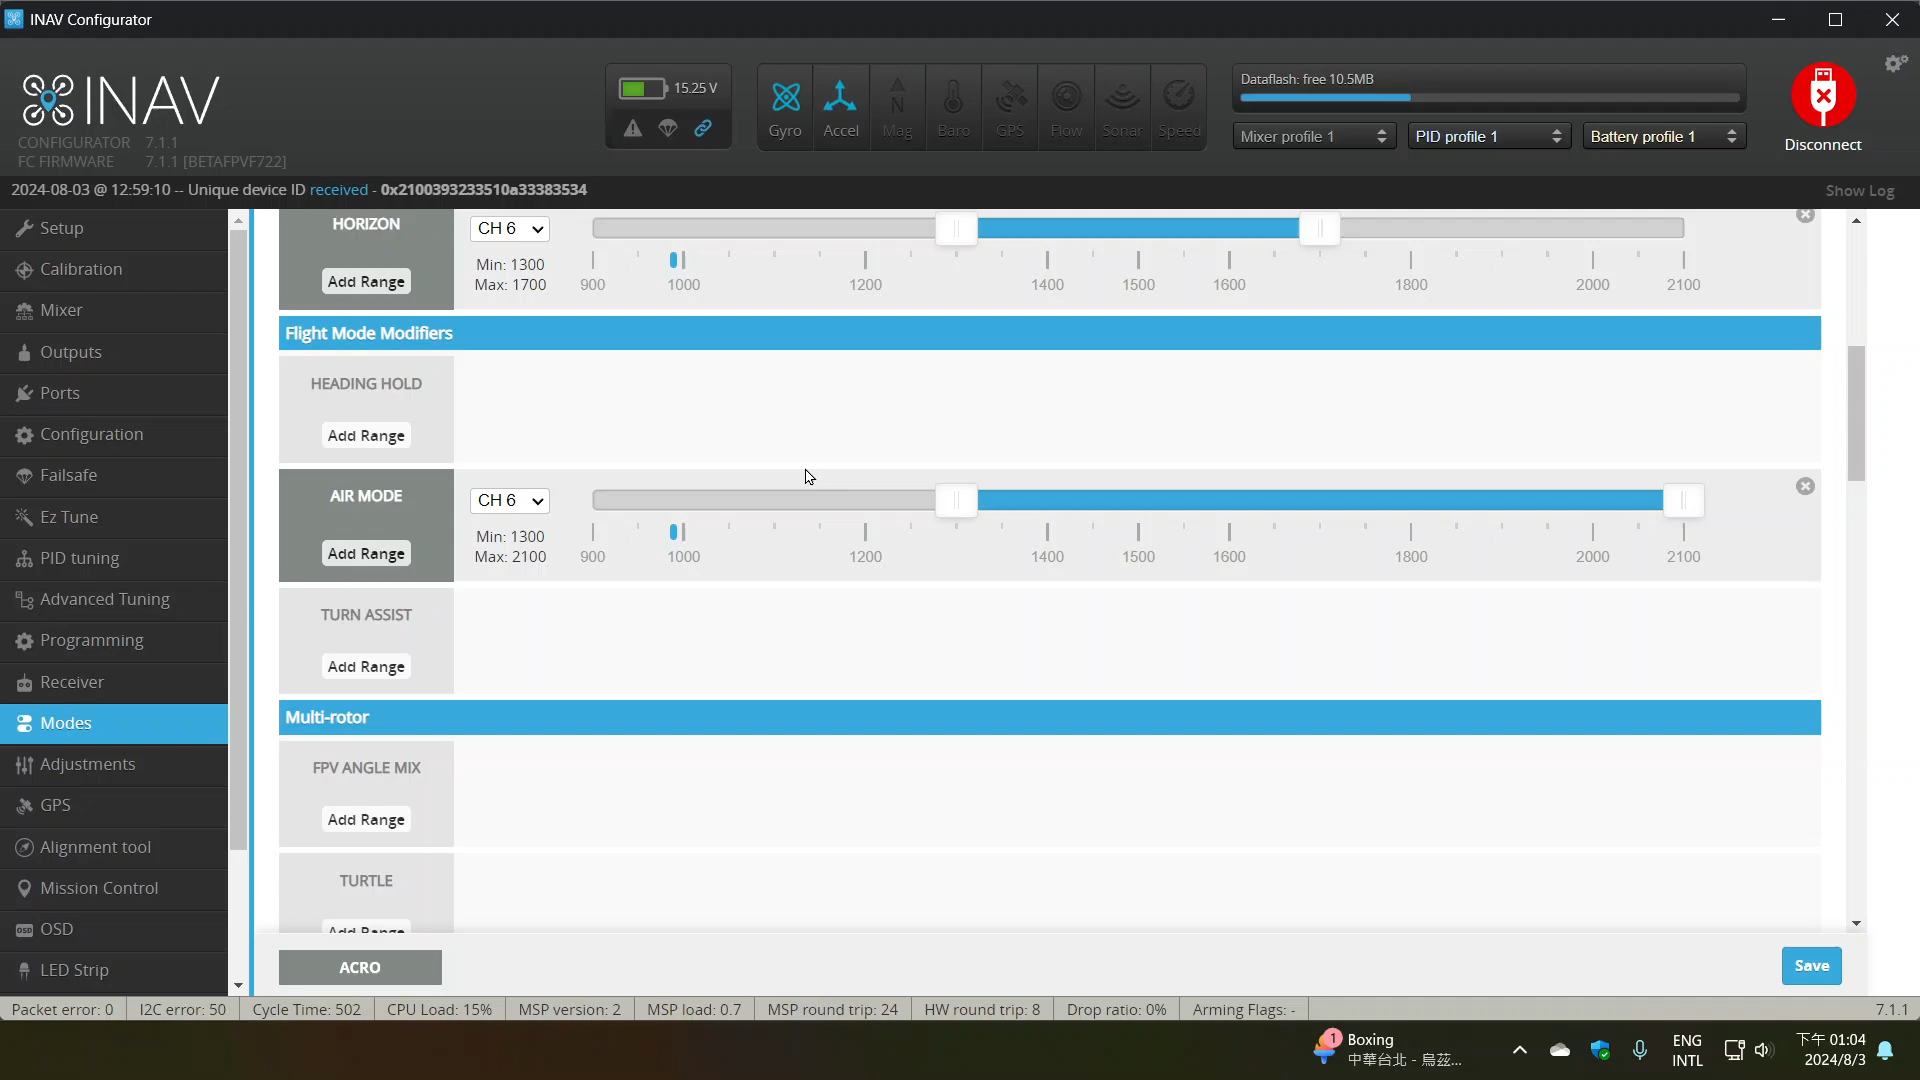 INAV Configurator
INAV
CONFIGURATOR 7.1.1
FC FIRMWARE 7.1.1 [BETAFPVF722]
15.25 V
Gyro
Accel
N
Mag
Baro
GPS
Flow
Sonar
Speed
Dataflash: free 10.5MB
Mixer profile 1
PID profile 1
Battery profile 1
Disconnect
2024-08-03 @ 12:59:10 -- Unique device ID received - 0x2100393233510a33383534
Show Log
Setup
Calibration
Mixer
Outputs
Ports
Configuration
Failsafe
Ez Tune
PID tuning
Advanced Tuning
Programming
Receiver
Modes
Adjustments
GPS
Alignment tool
Mission Control
OSD
LED Strip
HORIZON
Add Range
CH 6
Min: 1300
Max: 1700
900 1000 1200 1400 1500 1600 1800 2000 2100
Flight Mode Modifiers
HEADING HOLD
Add Range
AIR MODE
Add Range
CH 6
Min: 1300
Max: 2100
900 1000 1200 1400 1500 1600 1800 2000 2100
TURN ASSIST
Add Range
Multi-rotor
FPV ANGLE MIX
Add Range
TURTLE
Add Range
ACRO
Save
Packet error: 0
I2C error: 50
Cycle Time: 502
CPU Load: 15%
MSP version: 2
MSP load: 0.7
MSP round trip: 24
HW round trip: 8
Drop ratio: 0%
Arming Flags: -
7.1.1
1
Boxing
中華台北 - 烏茲...
ENG
INTL
下午 01:04
2024/8/3